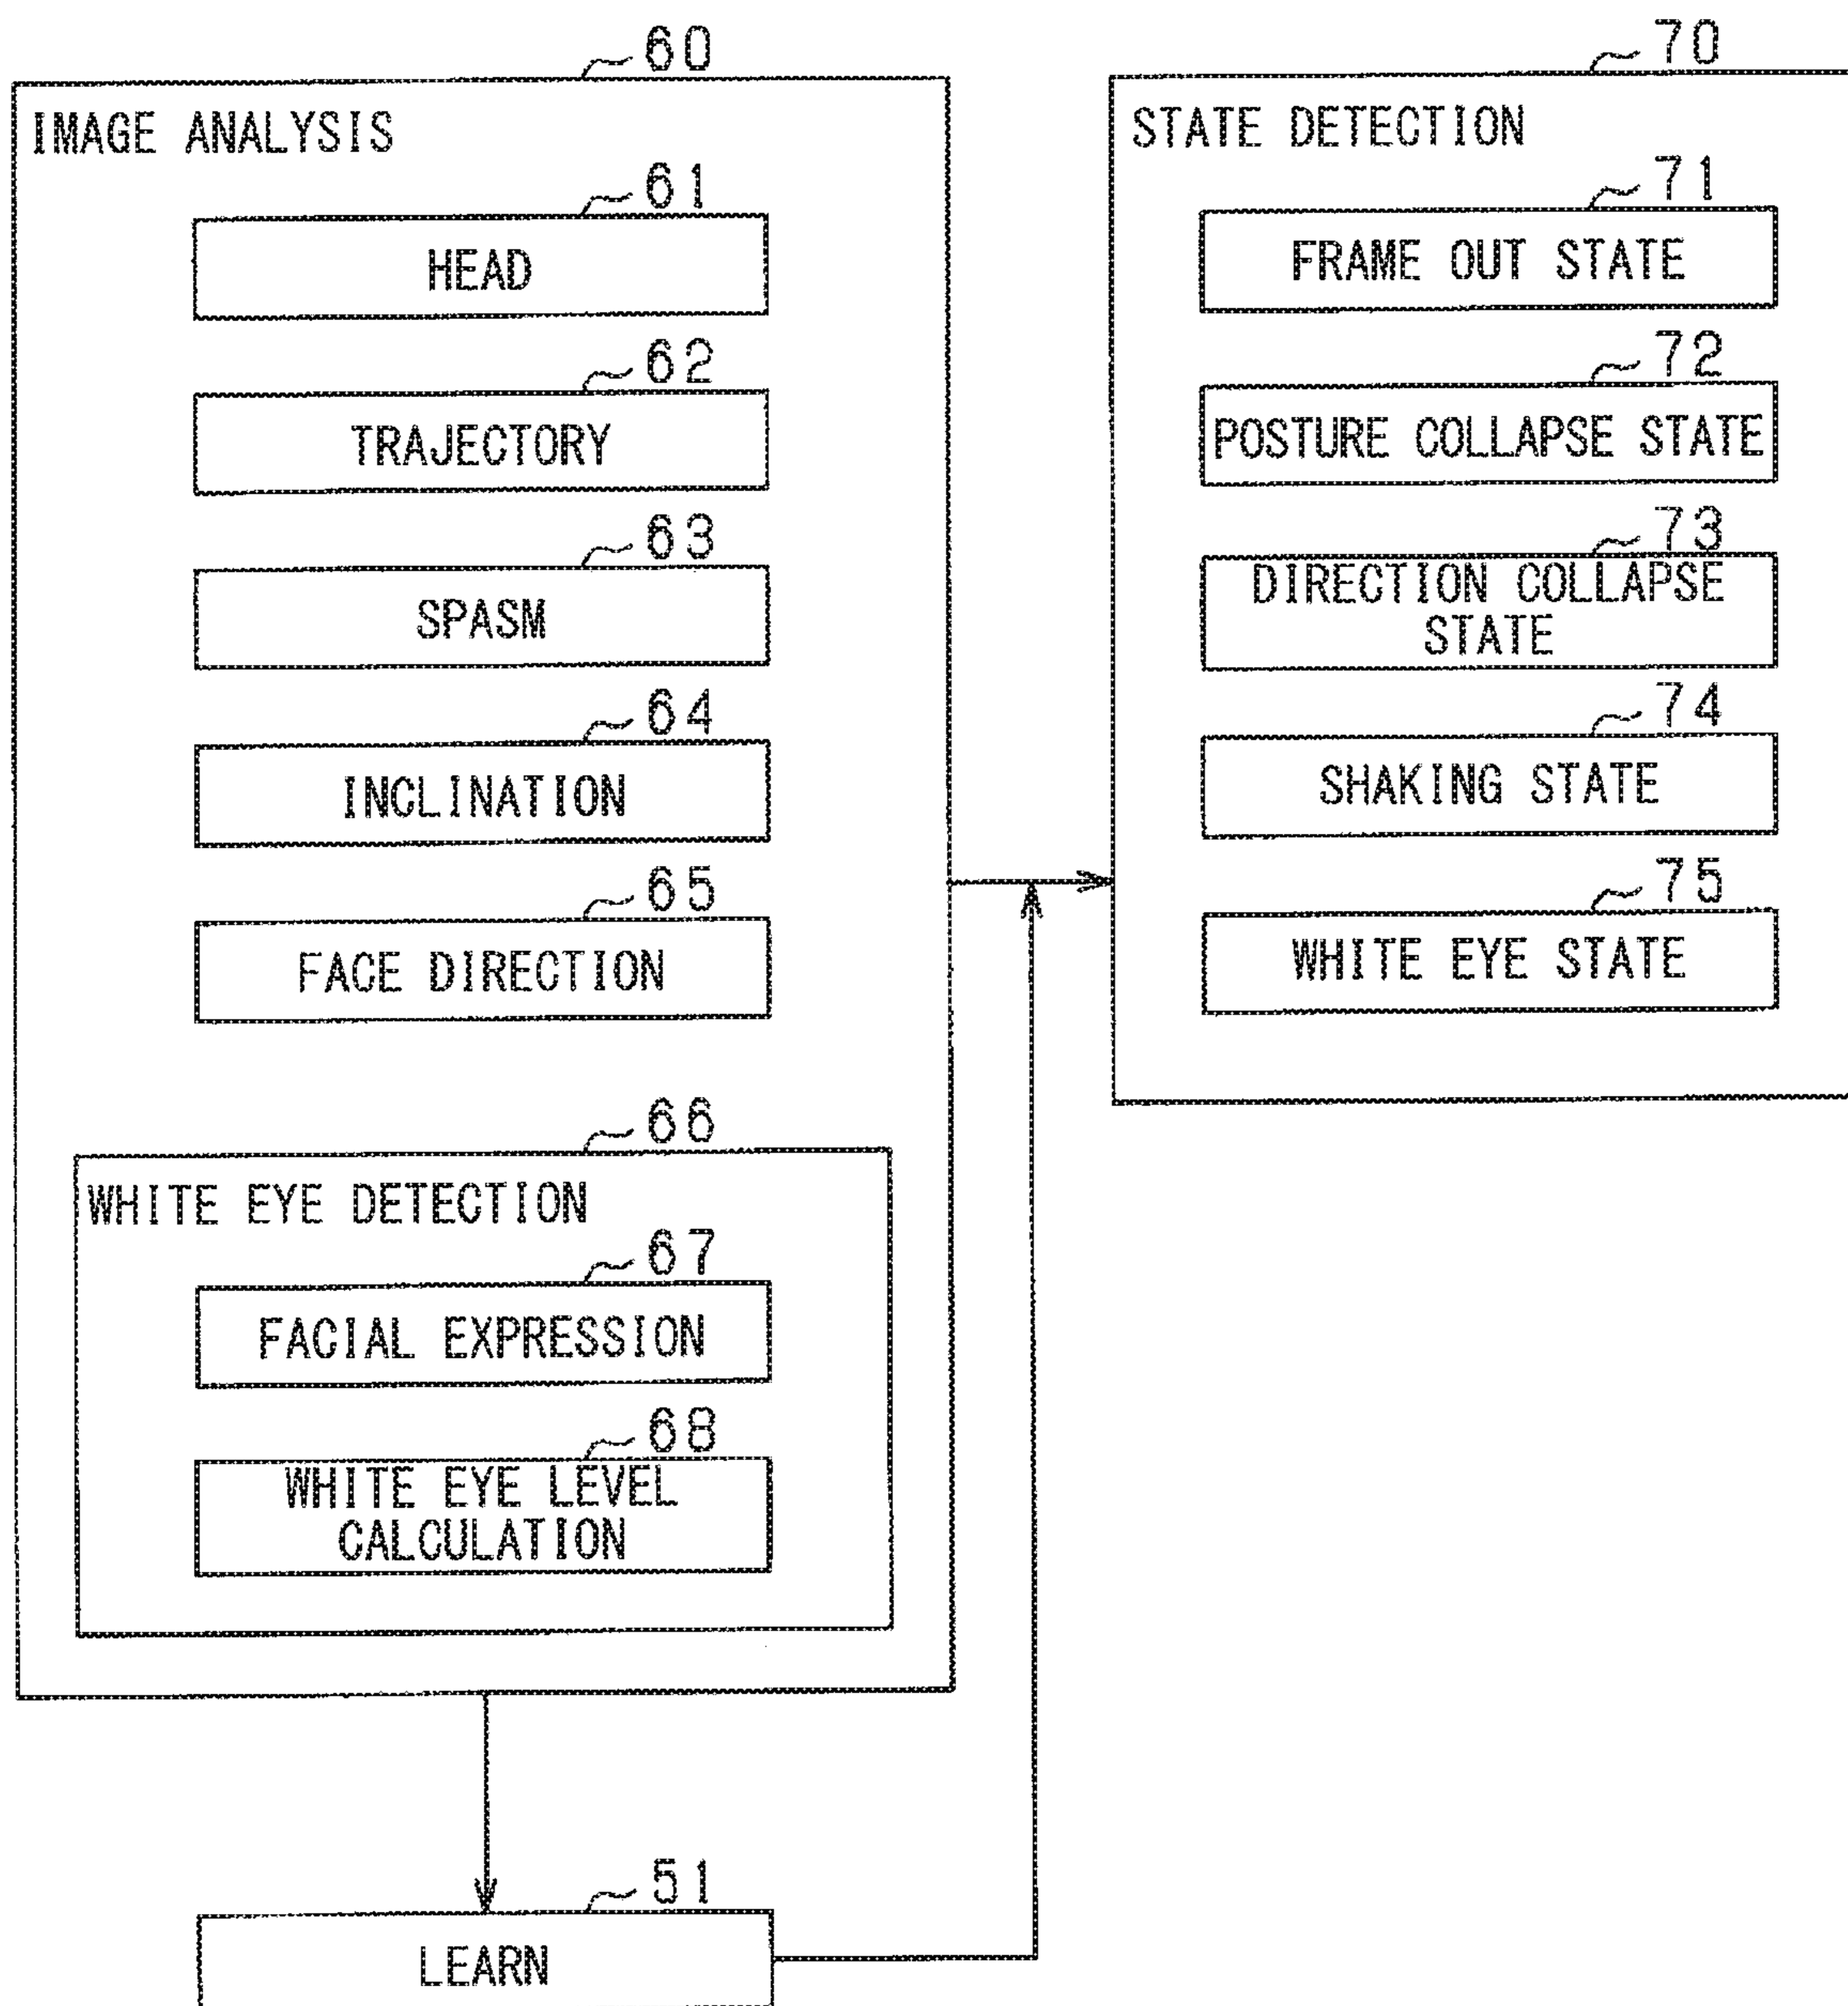 60
IMAGE ANALYSIS
61
HEAD
62
TRAJECTORY
63
SPASM
64
INCLINATION
65
FACE DIRECTION
66
WHITE EYE DETECTION
67
FACIAL EXPRESSION
68
WHITE EYE LEVEL
CALCULATION
51
LEARN
70
STATE DETECTION
71
FRAME OUT STATE
72
POSTURE COLLAPSE STATE
73
DIRECTION COLLAPSE
STATE
74
SHAKING STATE
75
WHITE EYE STATE